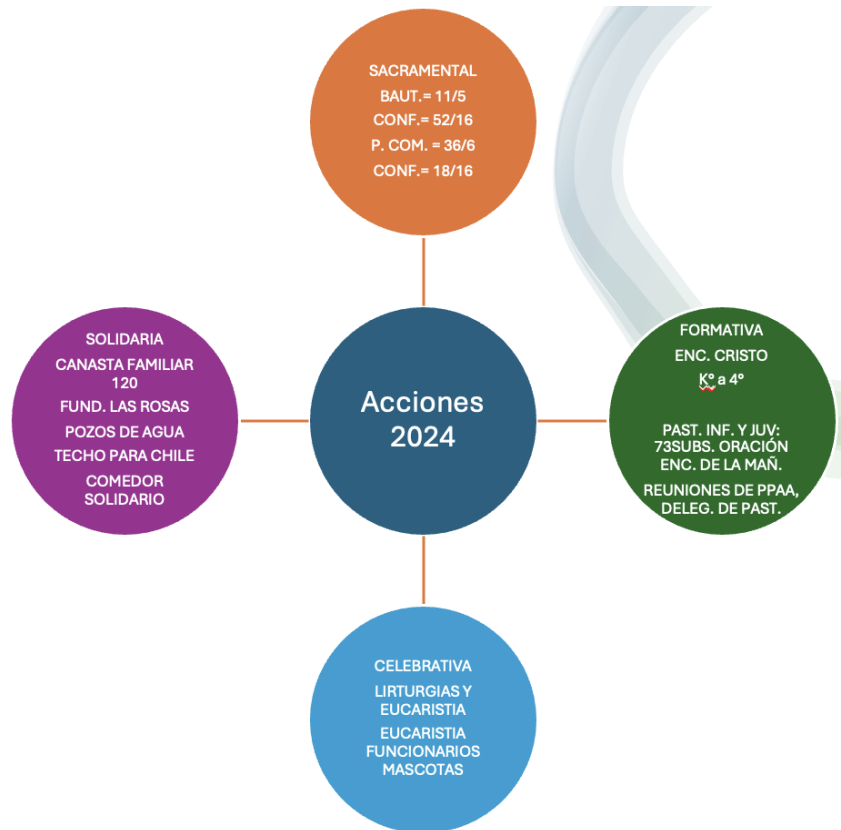 SACRAMENTAL
BAUT.= 11/5
CONF.= 52/16
P. COM. = 36/6
CONF.= 18/16
SOLIDARIA
CANASTA FAMILIAR
120
FUND. LAS ROSAS
POZOS DE AGUA
TECHO PARA CHILE
COMEDOR
SOLIDARIO
Acciones
2024
FORMATIVA
ENC. CRISTO
K° a 4°
PAST. INF. Y JUV:
73SUBS. ORACIÓN
ENC. DE LA MAÑ.
REUNIONES DE PPAA,
DELEG. DE PAST.
CELEBRATIVA
LIRTURGIAS Y
EUCARISTIA
EUCARISTIA
FUNCIONARIOS
MASCOTAS